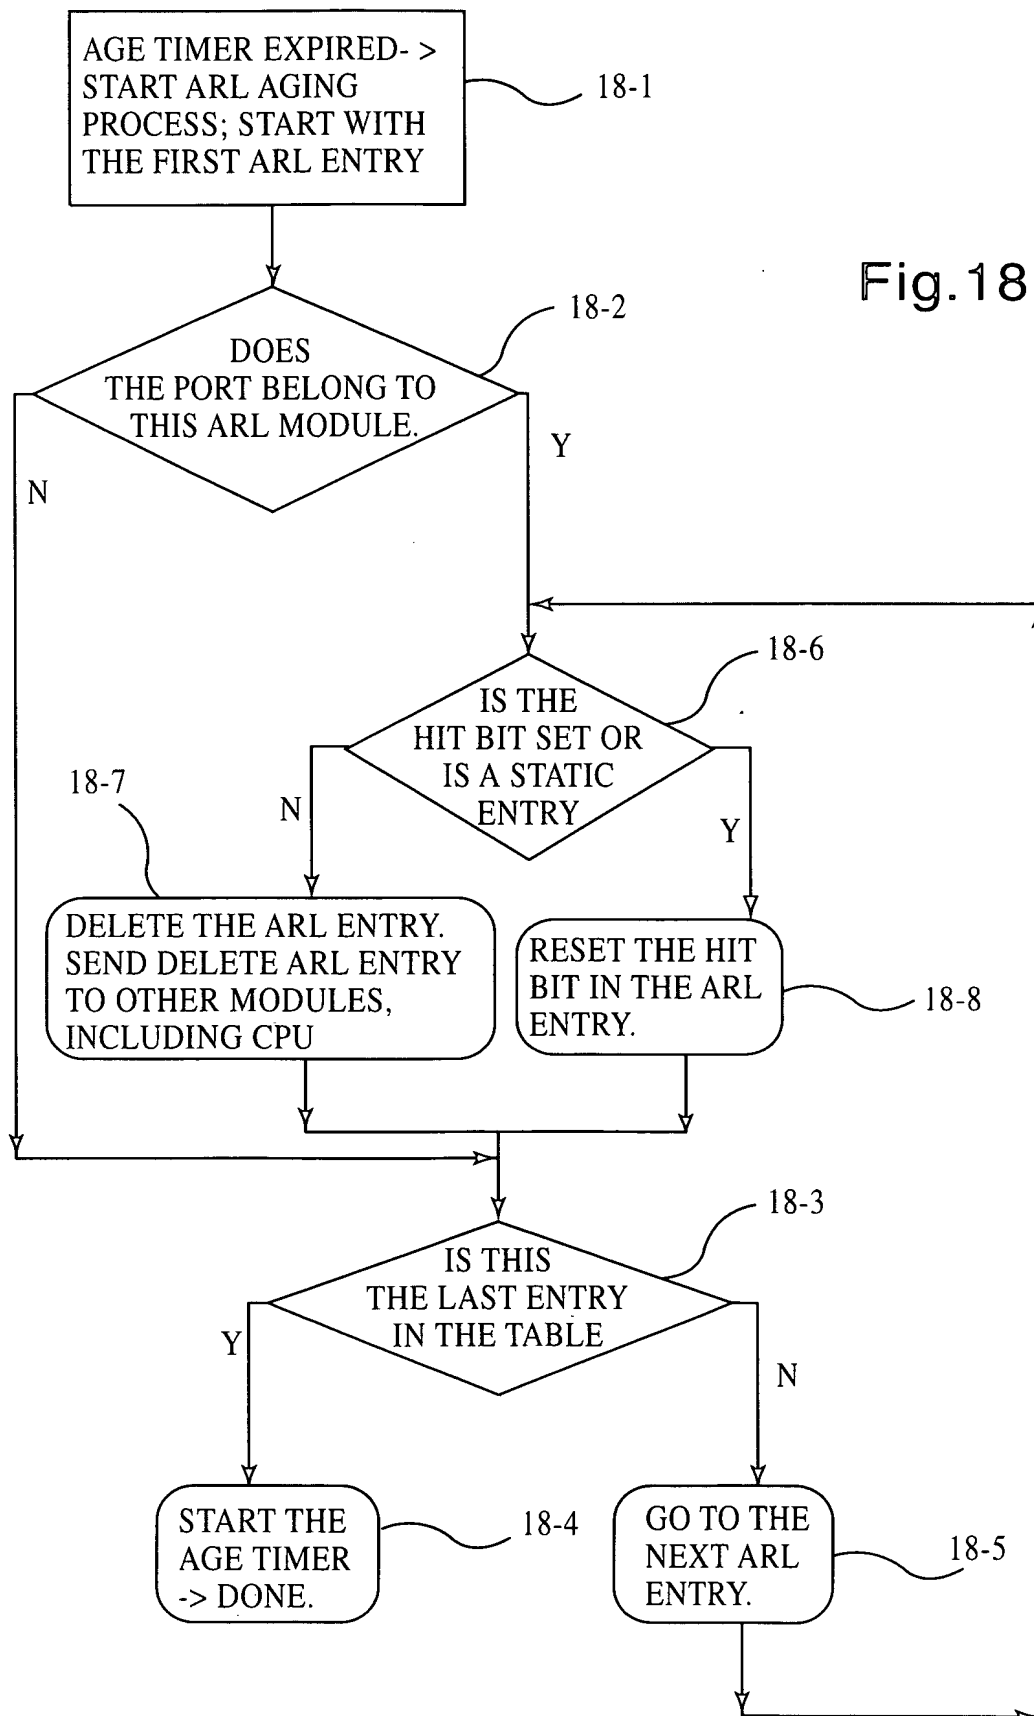 AGE TIMER EXPIRED- >
START ARL AGING
PROCESS; START WITH
THE FIRST ARL ENTRY
18-1
Fig.18
18-2
DOES
THE PORT BELONG TO
THIS ARL MODULE.
Y
N
18-6
IS THE
HIT BIT SET OR
IS A STATIC
ENTRY
18-7
N
Y
DELETE THE ARL ENTRY.
SEND DELETE ARL ENTRY
TO OTHER MODULES,
INCLUDING CPU
RESET THE HIT
BIT IN THE ARL
ENTRY.
18-8
18-3
IS THIS
THE LAST ENTRY
IN THE TABLE
Y
N
START THE
AGE TIMER
-> DONE.
18-4
GO TO THE
NEXT ARL
ENTRY.
18-5